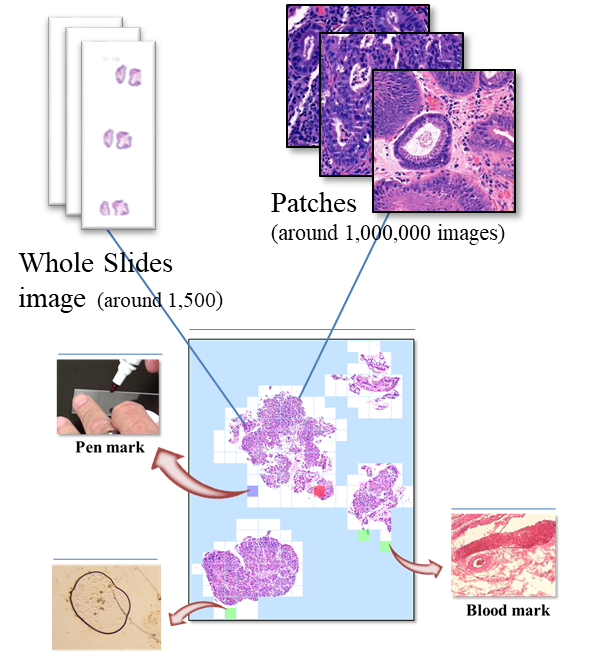 Patches
(around 1,000,000 images)
Whole Slides
image (around 1,500)
Pen mark
Blood mark